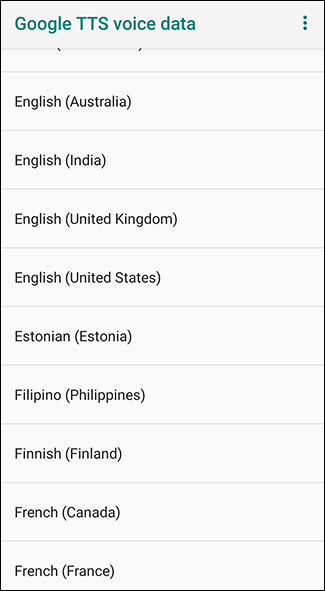 Google TTS voice data
English (Australia)
English (India)
English (United Kingdom)
English (United States)
Estonian (Estonia)
Filipino (Philippines)
Finnish (Finland)
French (Canada)
French (France)